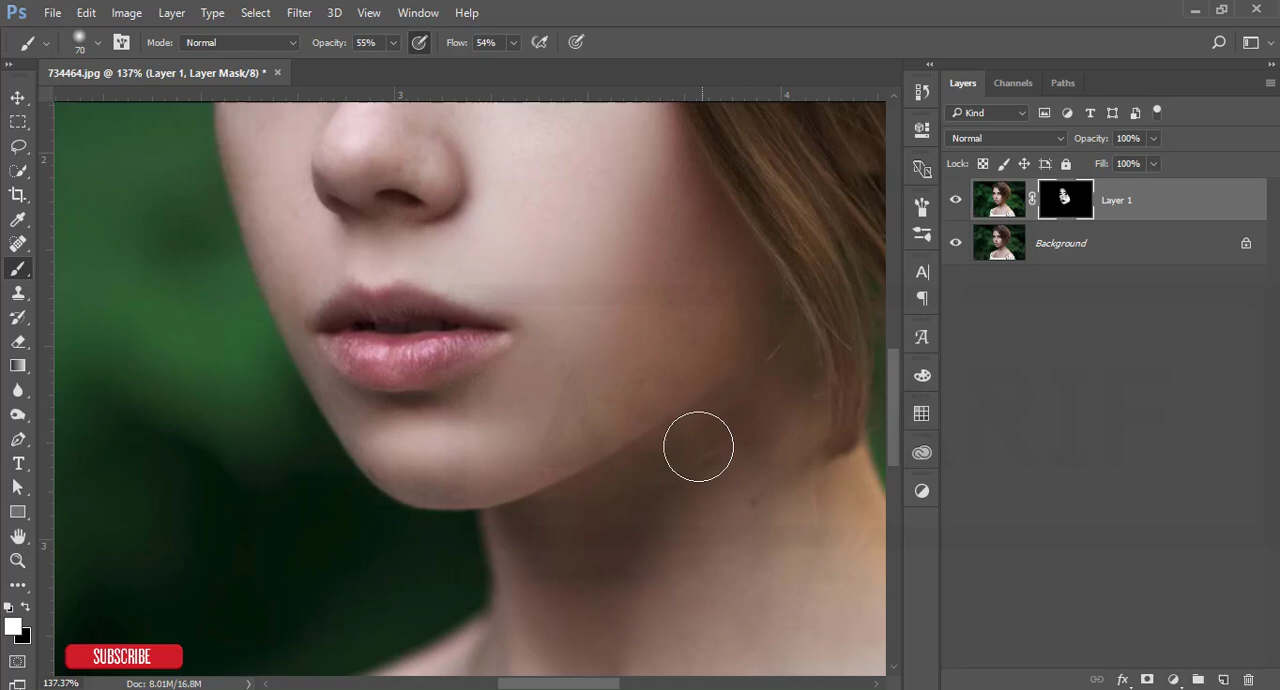 Ps File Edit Image Layer Type Select Filter 3D View Window Help
70 Mode: Normal Opacity: 55% Flow: 54%
734464.jpg @ 137% (Layer 1, Layer Mask/8) *
3 4
2
3
Layers Channels Paths
Kind
Normal Opacity: 100%
Lock: Fill: 100%
Layer 1
Background
SUBSCRIBE
137.37% Doc: 8.01M/16.8M